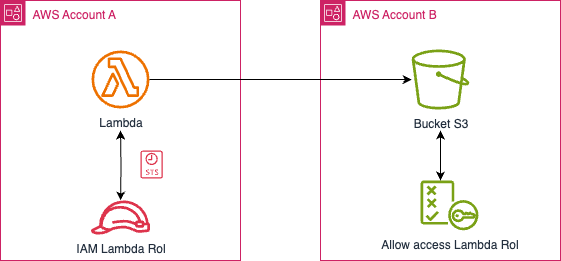 AWS Account A
AWS Account B
Lambda
Bucket S3
STS
IAM Lambda Rol
Allow access Lambda Rol